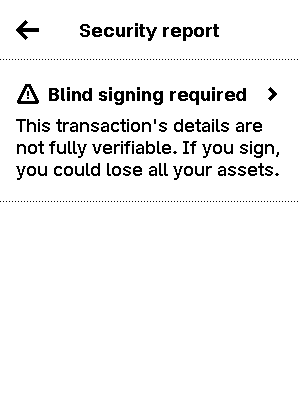 Security report
Blind signing required
This transaction's details are
not fully verifiable. If you sign,
you could lose all your assets.